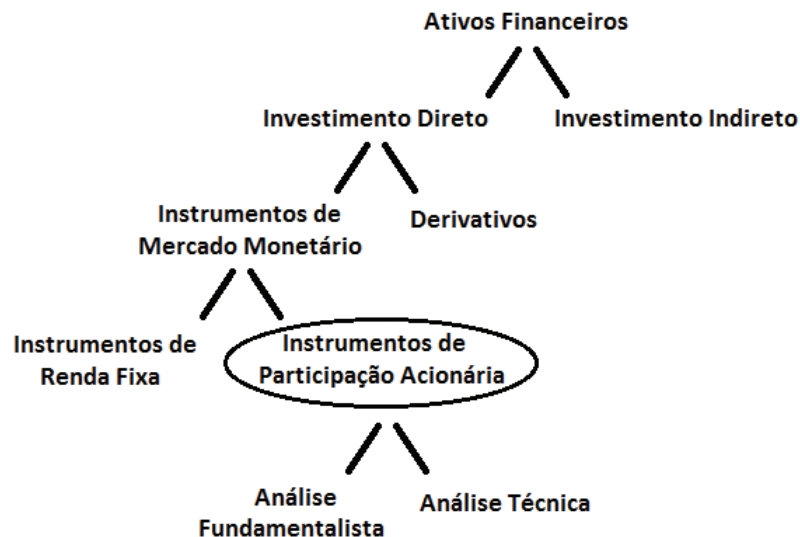 Ativos Financeiros
Investimento Direto
Investimento Indireto
Instrumentos de
Mercado Monetário
Derivativos
Instrumentos de
Renda Fixa
Instrumentos de
Participação Acionária
Análise
Fundamentalista
Análise Técnica